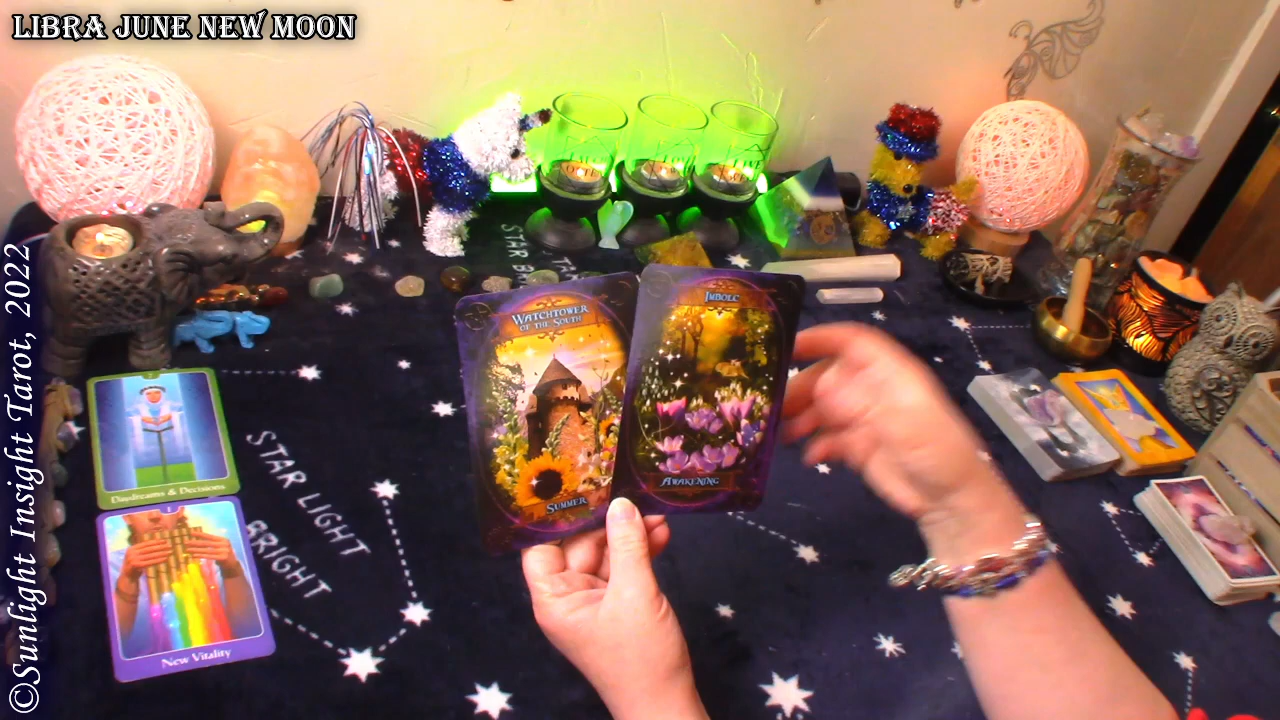 LIBRA JUNE NEW MOON
©Sunlight Insight Tarot, 2022
WATCHTOWER
OF THE SOUTH
SUMMER
IMBOLC
AWAKENING
Daydreams & Decisions
New Vitality
STAR LIGHT
BRIGHT
STAR